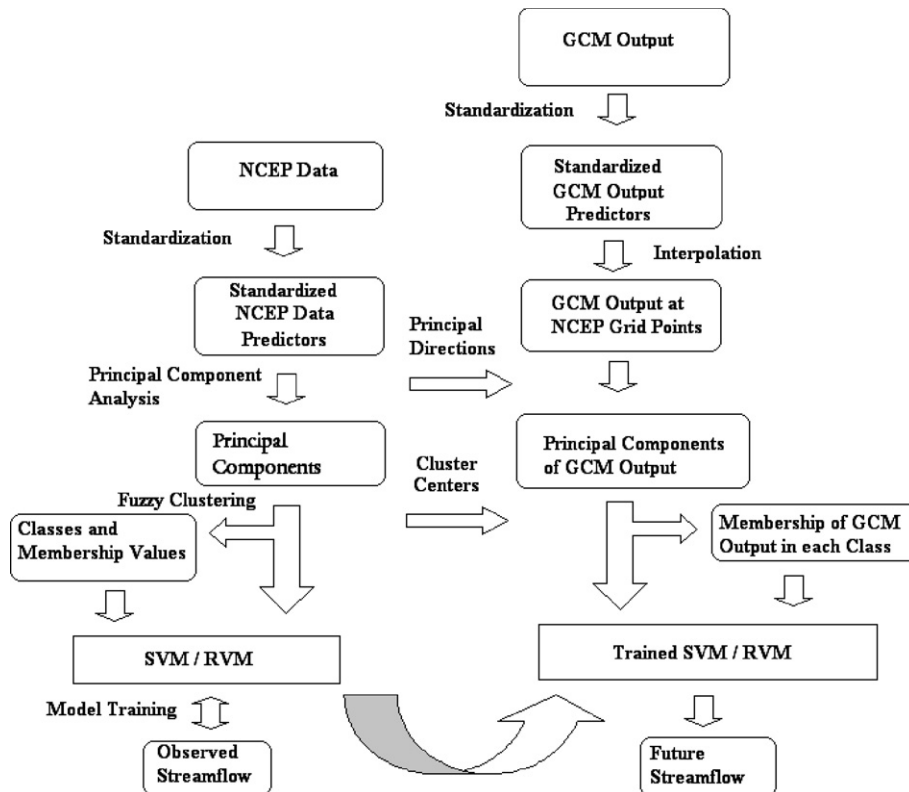 GCM Output
Standardization
NCEP Data
Standardized
GCM Output
Predictors
Standardization
Interpolation
Standardized
NCEP Data
Predictors
GCM Output at
NCEP Grid Points
Principal
Directions
Principal Component
Analysis
Principal
Components
Principal Components
of GCM Output
Cluster
Centers
Fuzzy Clustering
Classes and
Membership Values
Membership of GCM
Output in each Class
SVM / RVM
Trained SVM / RVM
Model Training
Observed
Streamflow
Future
Streamflow